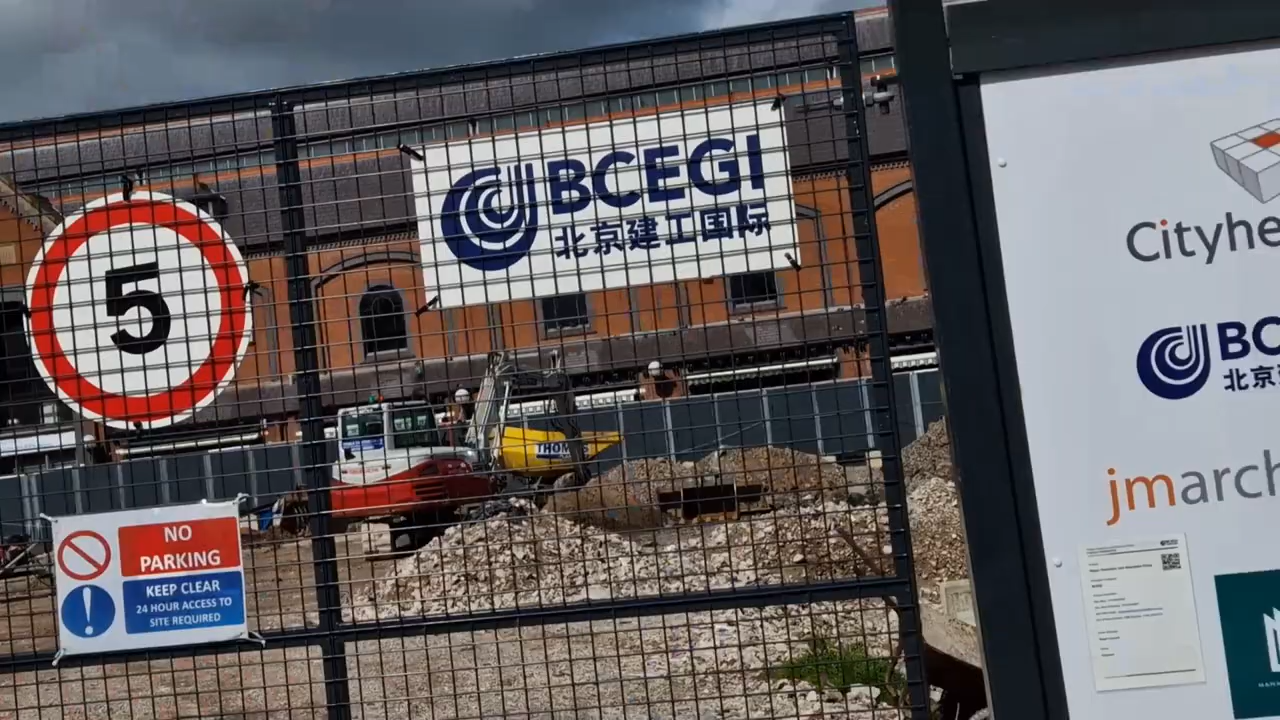 BCEGI
北京建工国际
5
NO
PARKING
KEEP CLEAR
24 HOUR ACCESS TO
SITE REQUIRED
THOM
Cityhe
BC
北京
jmarch